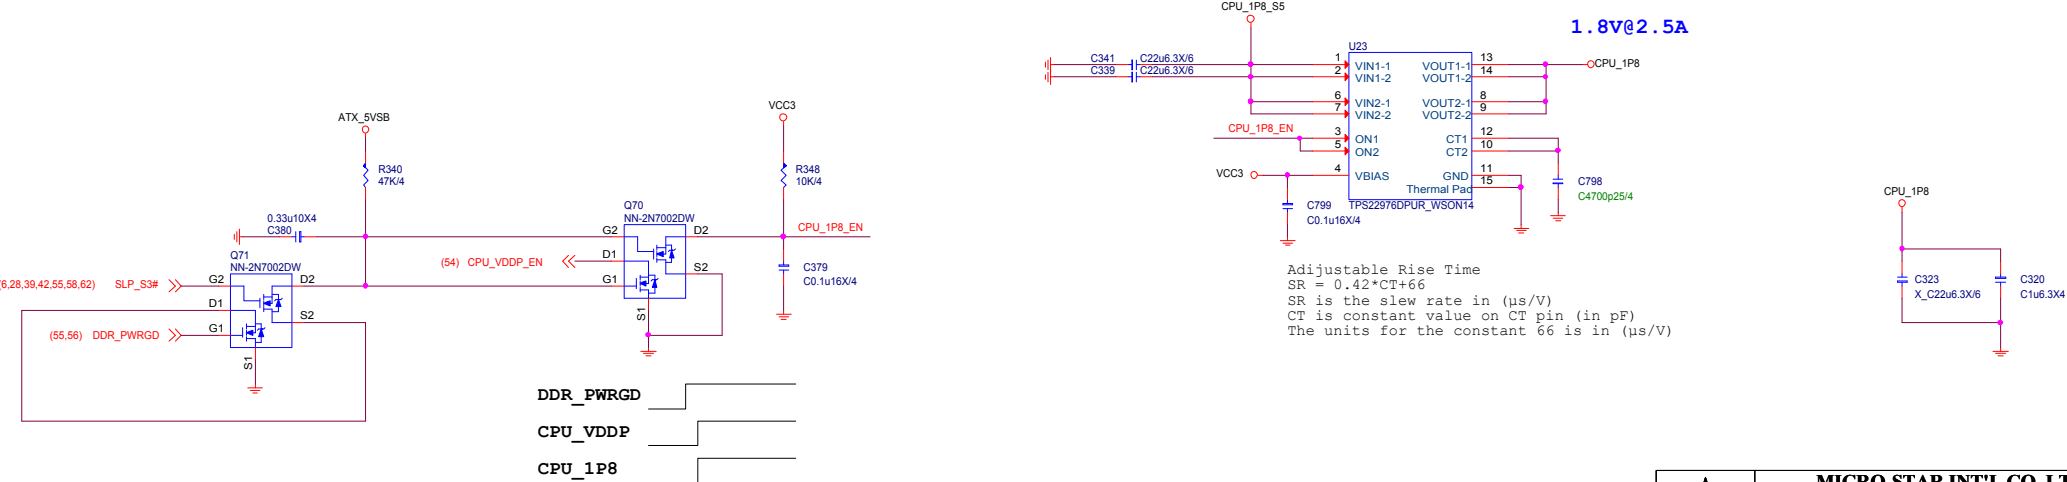 CPU_1P8_S5
1.8V@2.5A
U23
C341 C22u6.3X/6
C339 C22u6.3X/6
1 VIN1-1 VOUT1-1 13
2 VIN1-2 VOUT1-2 14
CPU_1P8
6 VIN2-1 VOUT2-1 8
7 VIN2-2 VOUT2-2 9
CPU_1P8_EN
3 ON1 CT1 12
5 ON2 CT2 10
VCC3
4 VBIAS GND 11
Thermal Pad 15
TPS22976DPUR_WSON14
C799
C0.1u16X/4
C798
C4700p25/4
ATX_5VSB
R340
47K/4
VCC3
R348
10K/4
0.33u10X4
C380
Q70
NN-2N7002DW
G2 D2
CPU_1P8_EN
(54) CPU_VDDP_EN
D1
S2
G1
S1
C379
C0.1u16X/4
Q71
NN-2N7002DW
6,28,39,42,55,58,62) SLP_S3#
G2 D2
D1
S2
(55,56) DDR_PWRGD
G1
S1
Adijustable Rise Time
SR = 0.42*CT+66
SR is the slew rate in (µs/V)
CT is constant value on CT pin (in pF)
The units for the constant 66 is in (µs/V)
CPU_1P8
C323
X_C22u6.3X/6
C320
C1u6.3X4
DDR_PWRGD
CPU_VDDP
CPU_1P8
MICRO-STAR INT'L CO.,LT